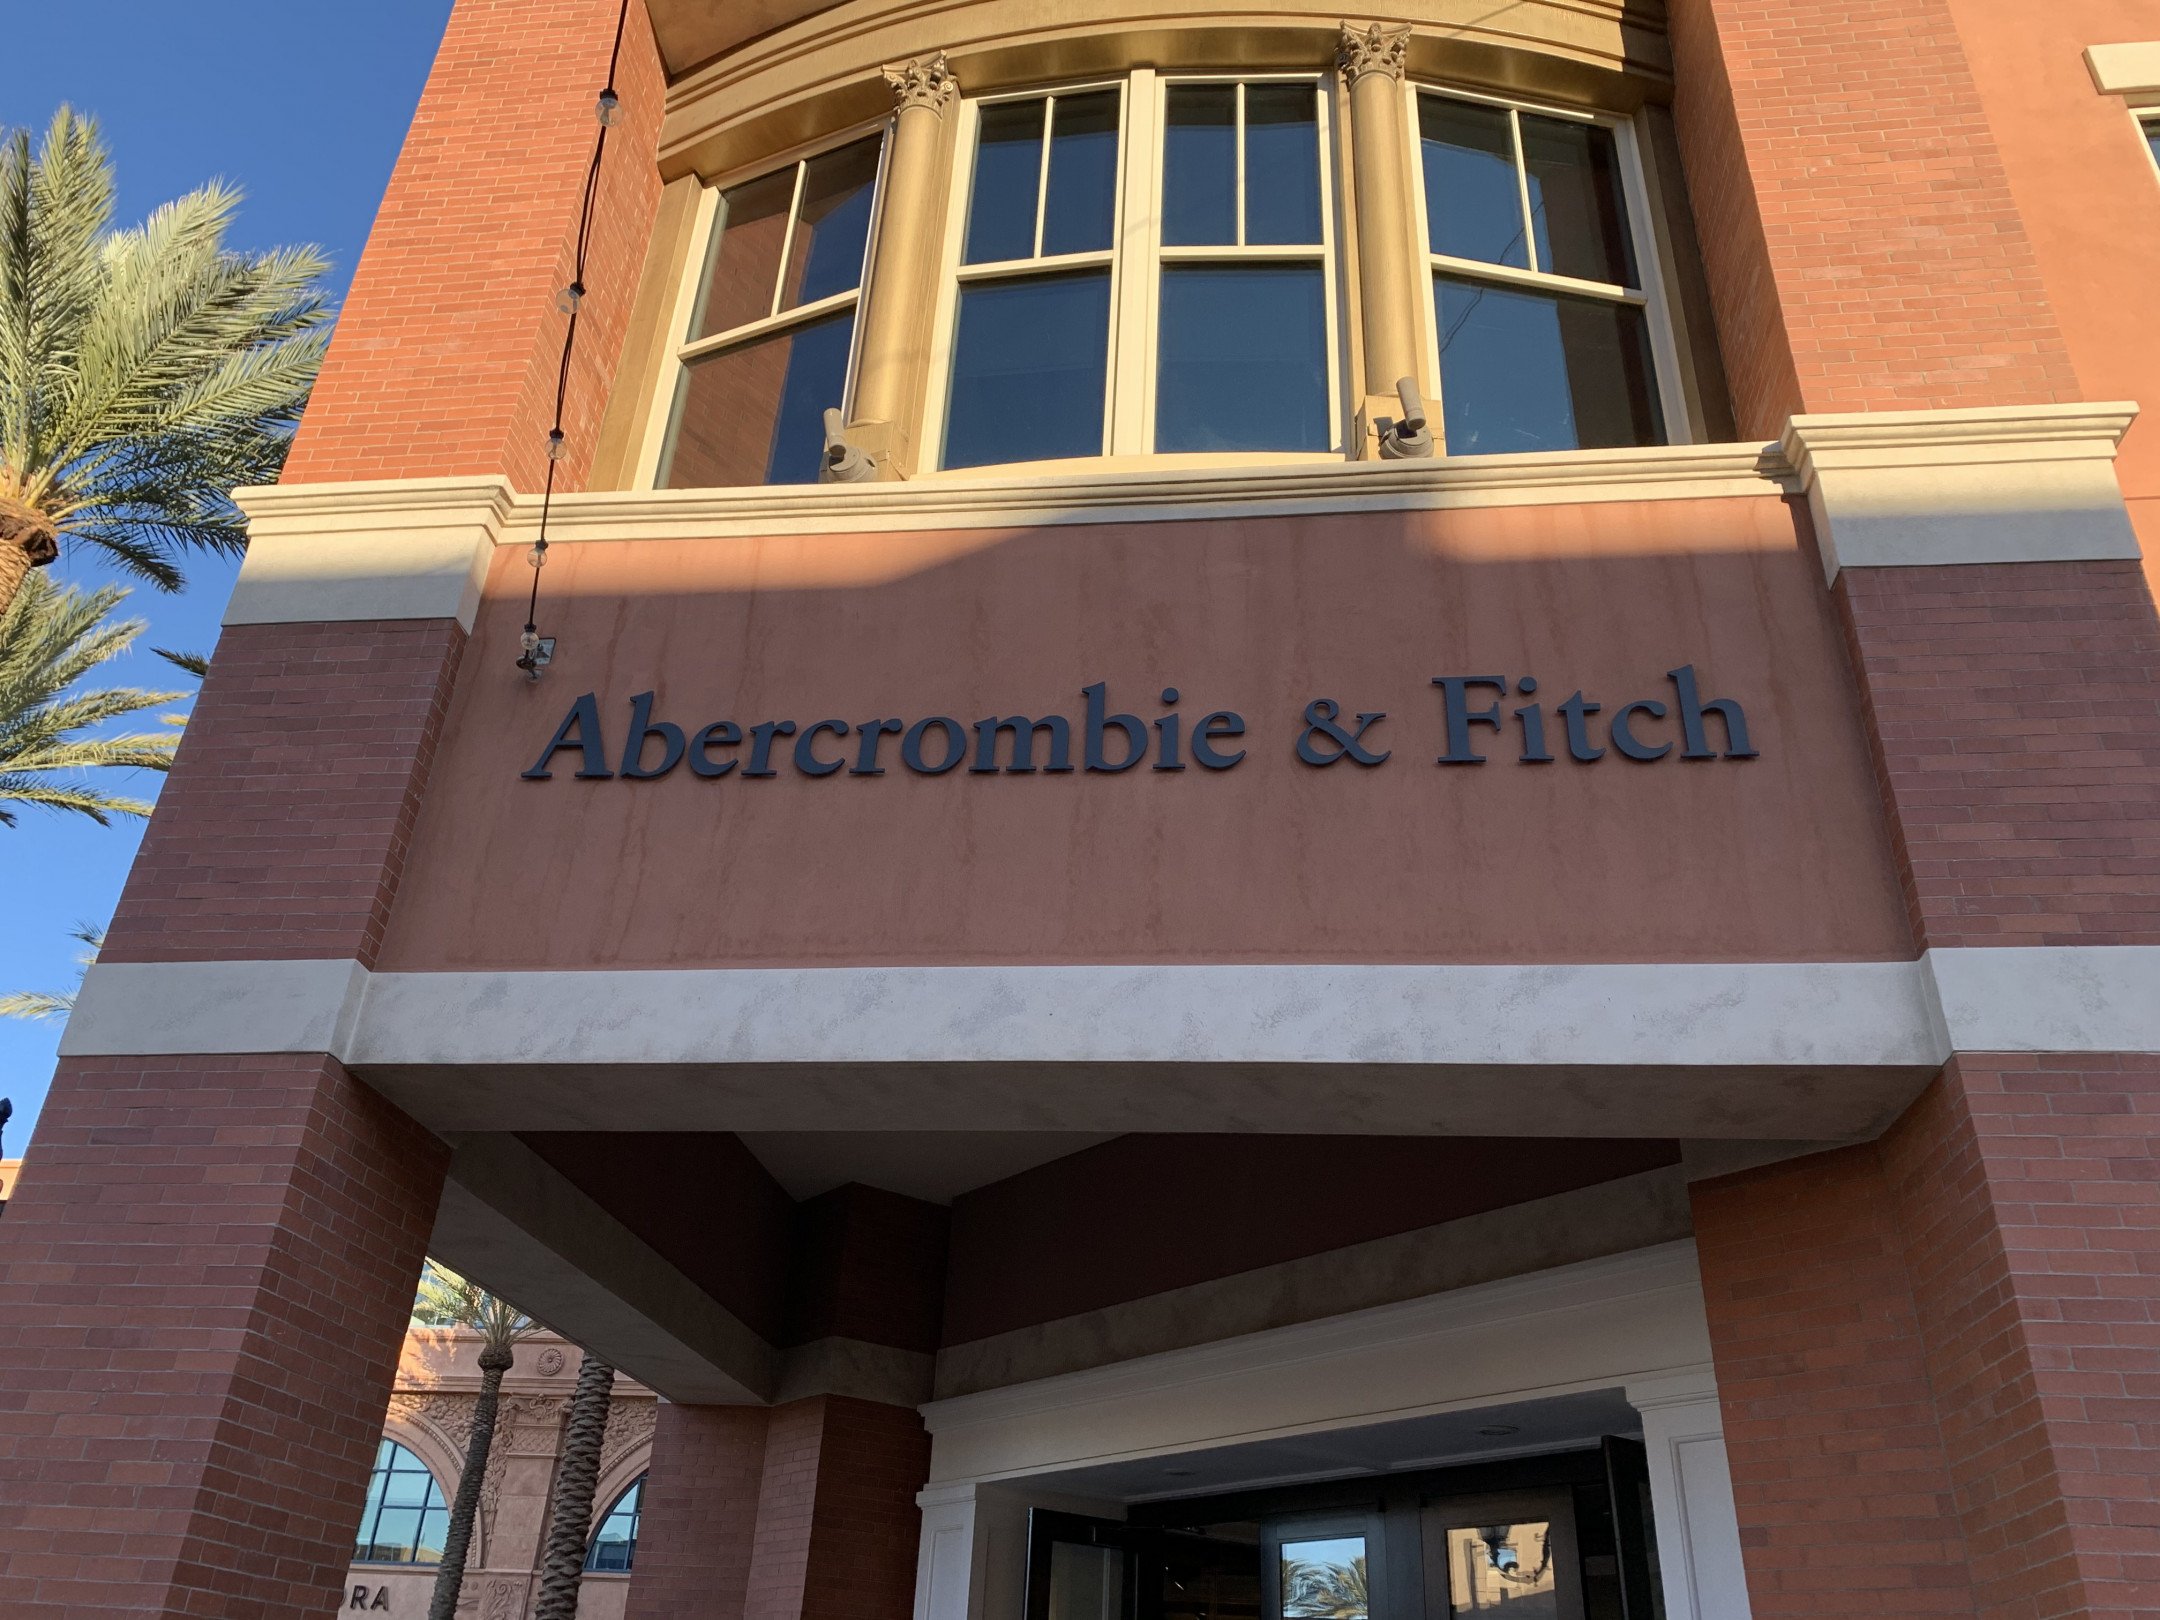 Abercrombie & Fitch